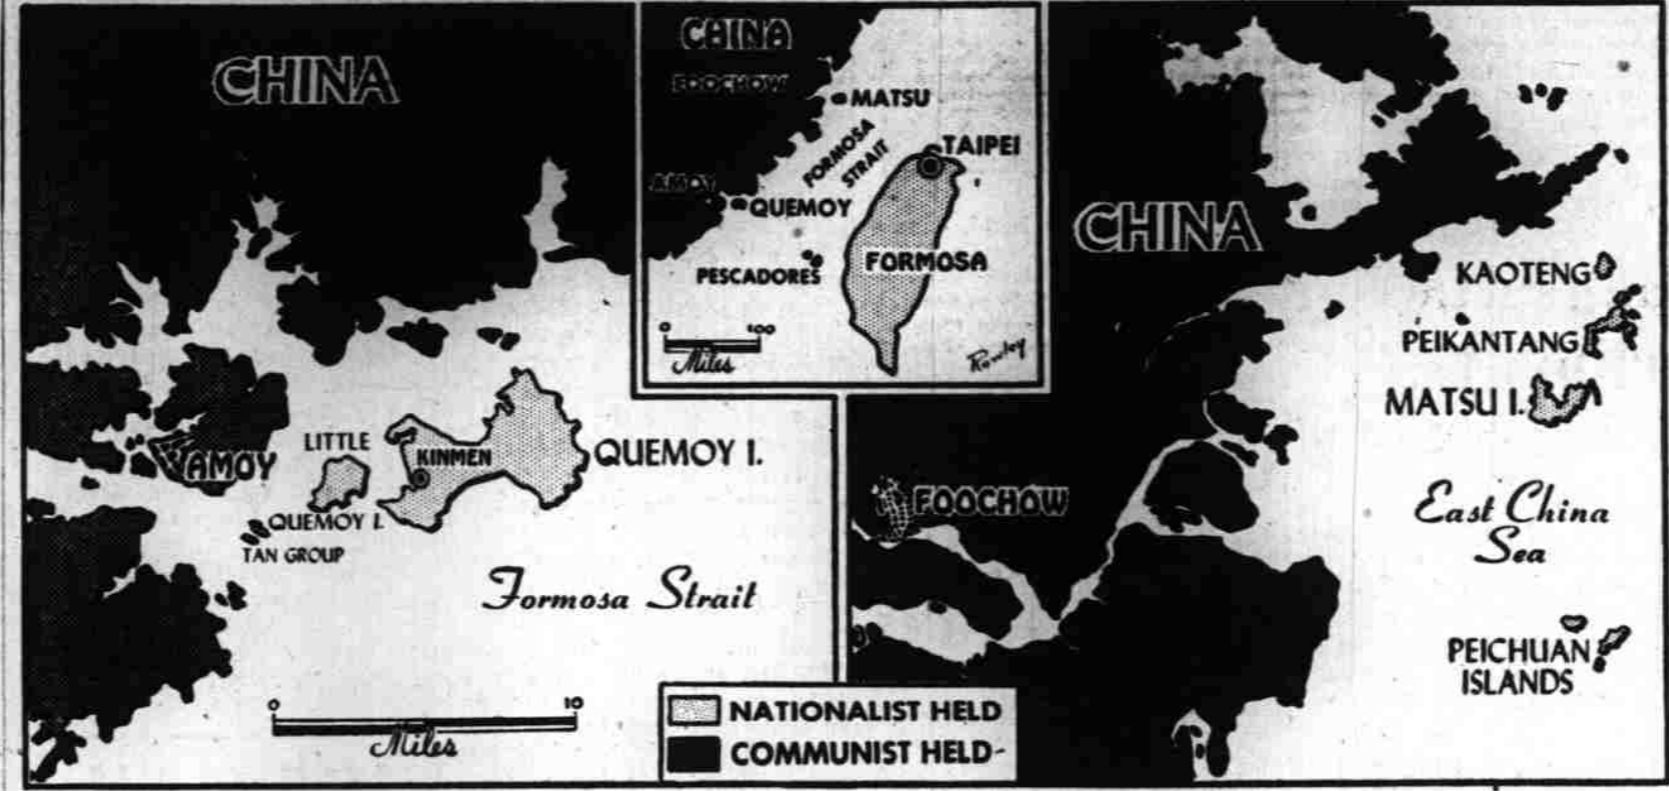 CHINA
AMOY
LITTLE
QUEMOY I.
TAN GROUP
KINMEN
QUEMOY I.
Formosa Strait
0 10
Miles
CHINA
FOOCHOW
MATSU
FORMOSA
STRAIT
TAIPEI
AMOY
QUEMOY
PESCADORES
FORMOSA
0 100
Miles
Rowley
CHINA
KAOTENG
PEIKANTANG
MATSU I.
FOOCHOW
East China
Sea
PEICHUAN
ISLANDS
NATIONALIST HELD
COMMUNIST HELD